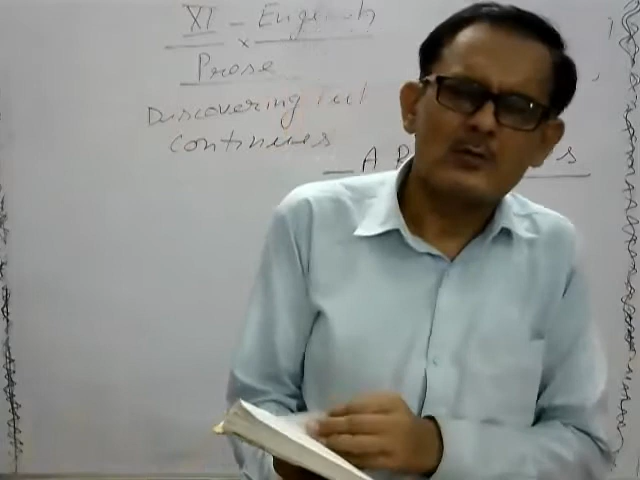 XI - English
x
Prose
Discovering Tut
Continues
_ A R s